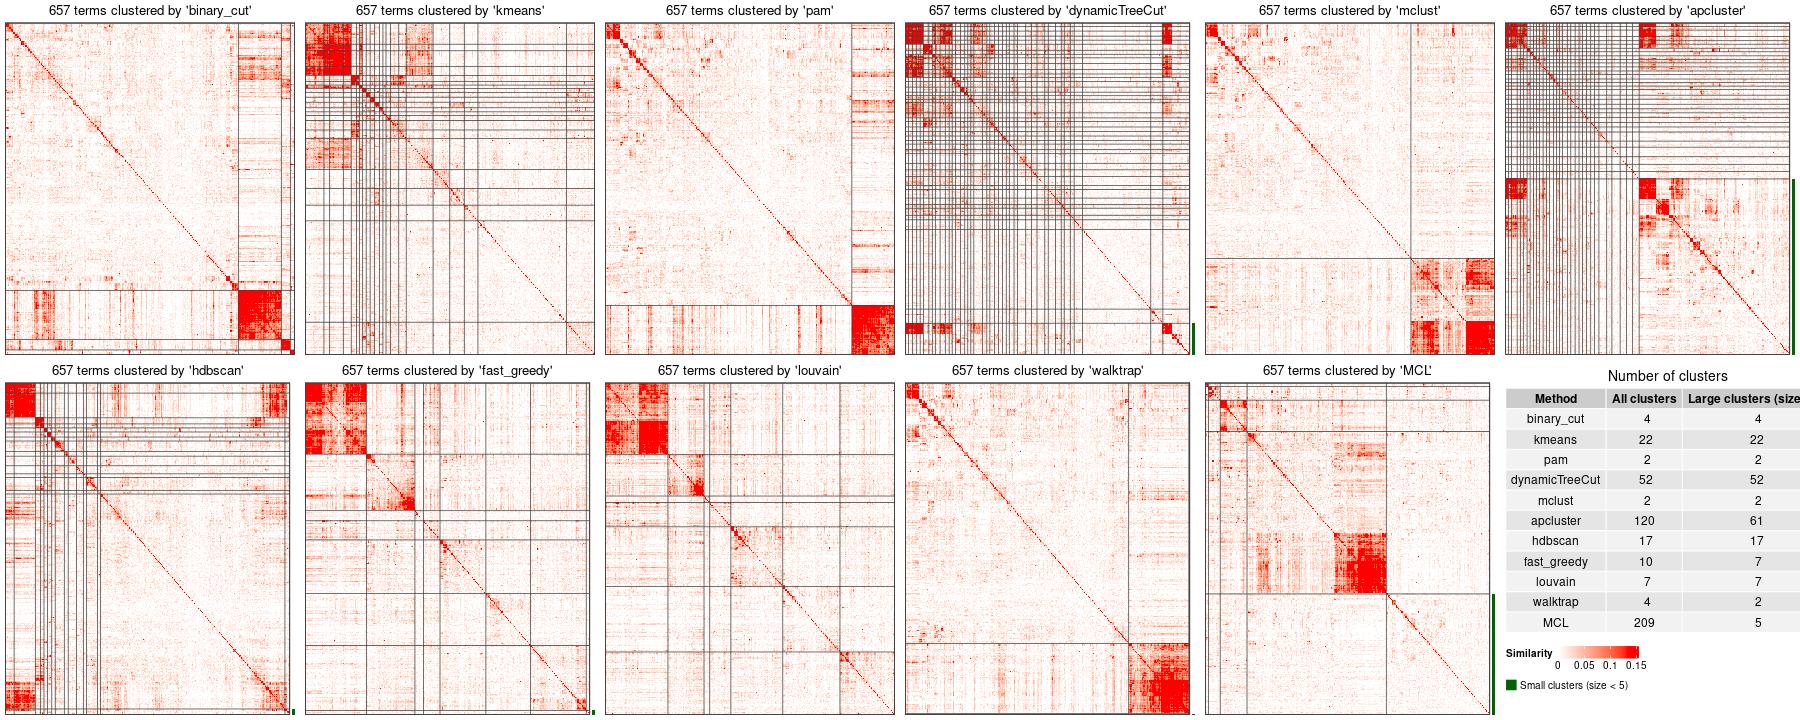 657 terms clustered by 'binary_cut'
657 terms clustered by 'kmeans'
657 terms clustered by 'pam'
657 terms clustered by 'dynamicTreeCut'
657 terms clustered by 'mclust'
657 terms clustered by 'apcluster'
657 terms clustered by 'hdbscan'
657 terms clustered by 'fast_greedy'
657 terms clustered by 'louvain'
657 terms clustered by 'walktrap'
657 terms clustered by 'MCL'
Number of clusters
Method All clusters Large clusters (size
binary_cut 4 4
kmeans 22 22
pam 2 2
dynamicTreeCut 52 52
mclust 2 2
apcluster 120 61
hdbscan 17 17
fast_greedy 10 7
louvain 7 7
walktrap 4 2
MCL 209 5
Similarity
0 0.05 0.1 0.15
Small clusters (size < 5)